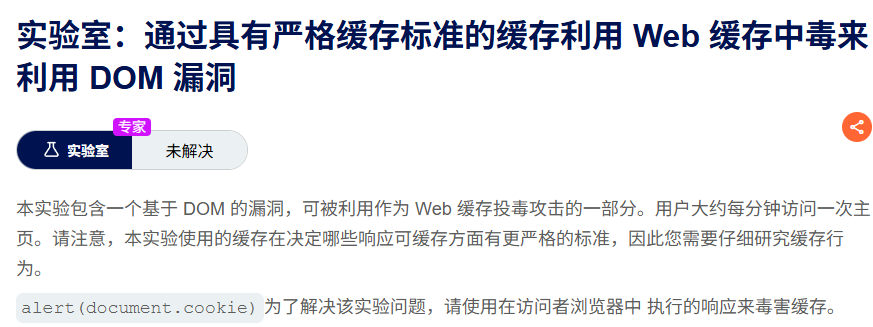 实验室：通过具有严格缓存标准的缓存利用 Web 缓存中毒来
利用 DOM 漏洞
专家
实验室
未解决
本实验包含一个基于 DOM 的漏洞，可被利用作为 Web 缓存投毒攻击的一部分。用户大约每分钟访问一次主
页。请注意，本实验使用的缓存在决定哪些响应可缓存方面有更严格的标准，因此您需要仔细研究缓存行
为。
alert(document.cookie)为了解决该实验问题，请使用在访问者浏览器中 执行的响应来毒害缓存。